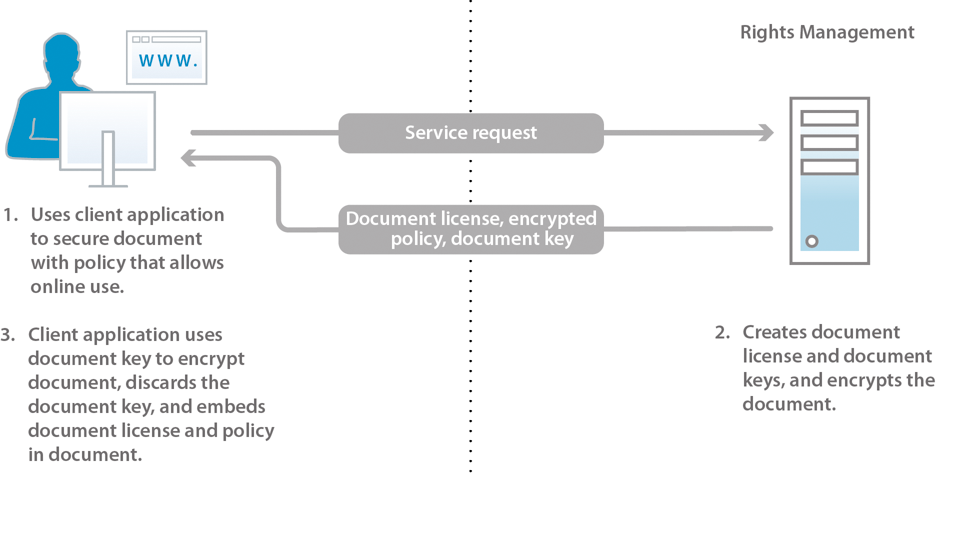 Rights Management
WWW.
Service request
Document license, encrypted
policy, document key
1. Uses client application
to secure document
with policy that allows
online use.
3. Client application uses
document key to encrypt
document, discards the
document key, and embeds
document license and policy
in document.
2. Creates document
license and document
keys, and encrypts the
document.